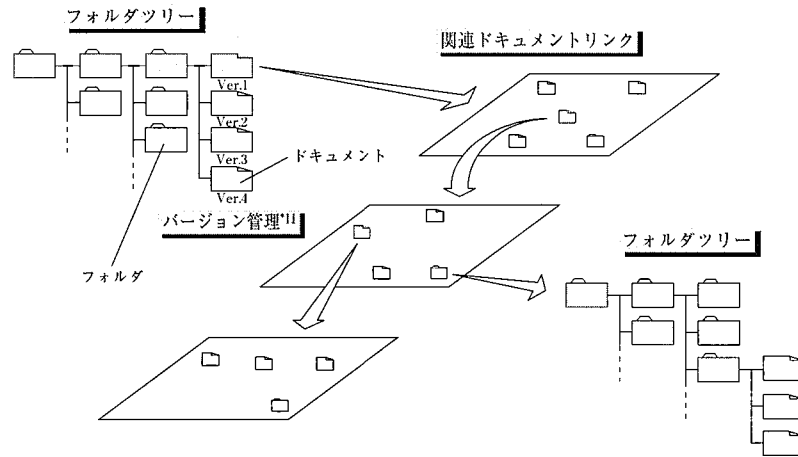 フォルダツリー
関連ドキュメントリンク
Ver.1
Ver.2
Ver.3
ドキュメント
Ver.4
バージョン管理*11
フォルダツリー
フォルダ